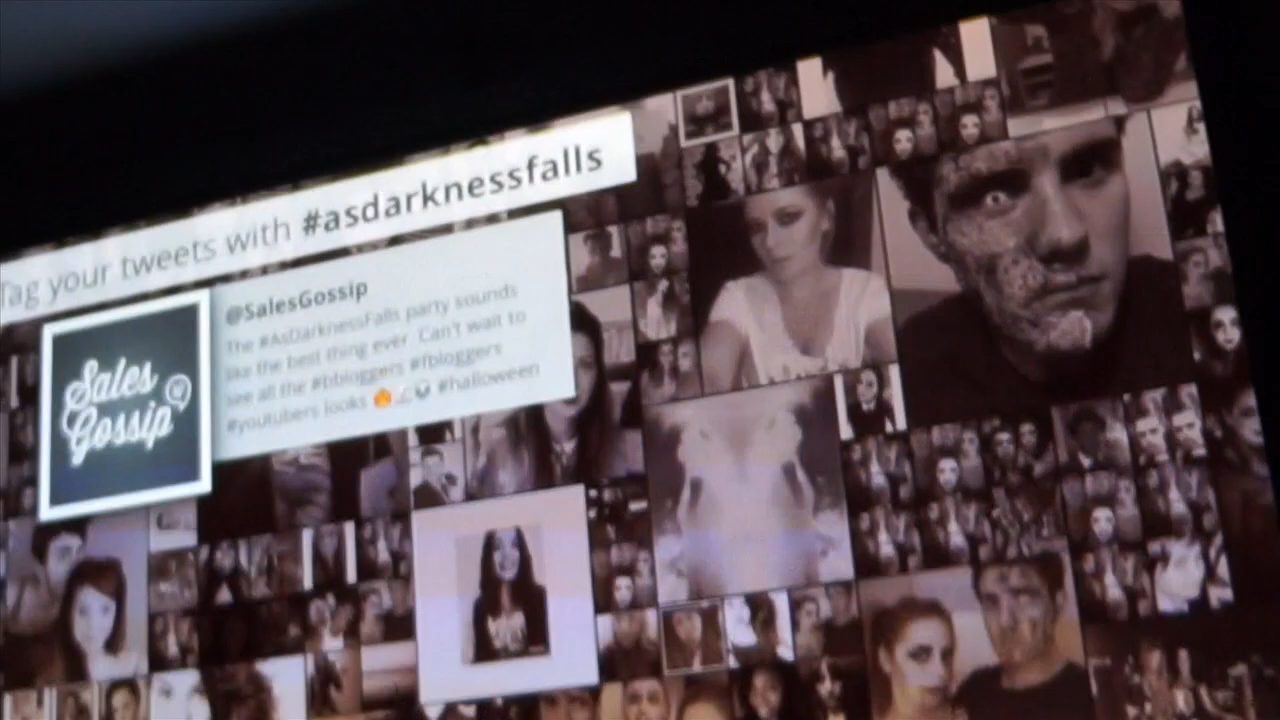 Tag your tweets with #asdarknessfalls
@SalesGossip
The #AsDarknessFalls party sounds
like the best thing ever. Can't wait to
see all the #bbloggers #fbloggers
#youtubers looks 🎃 👽 #halloween
Sales
Gossip